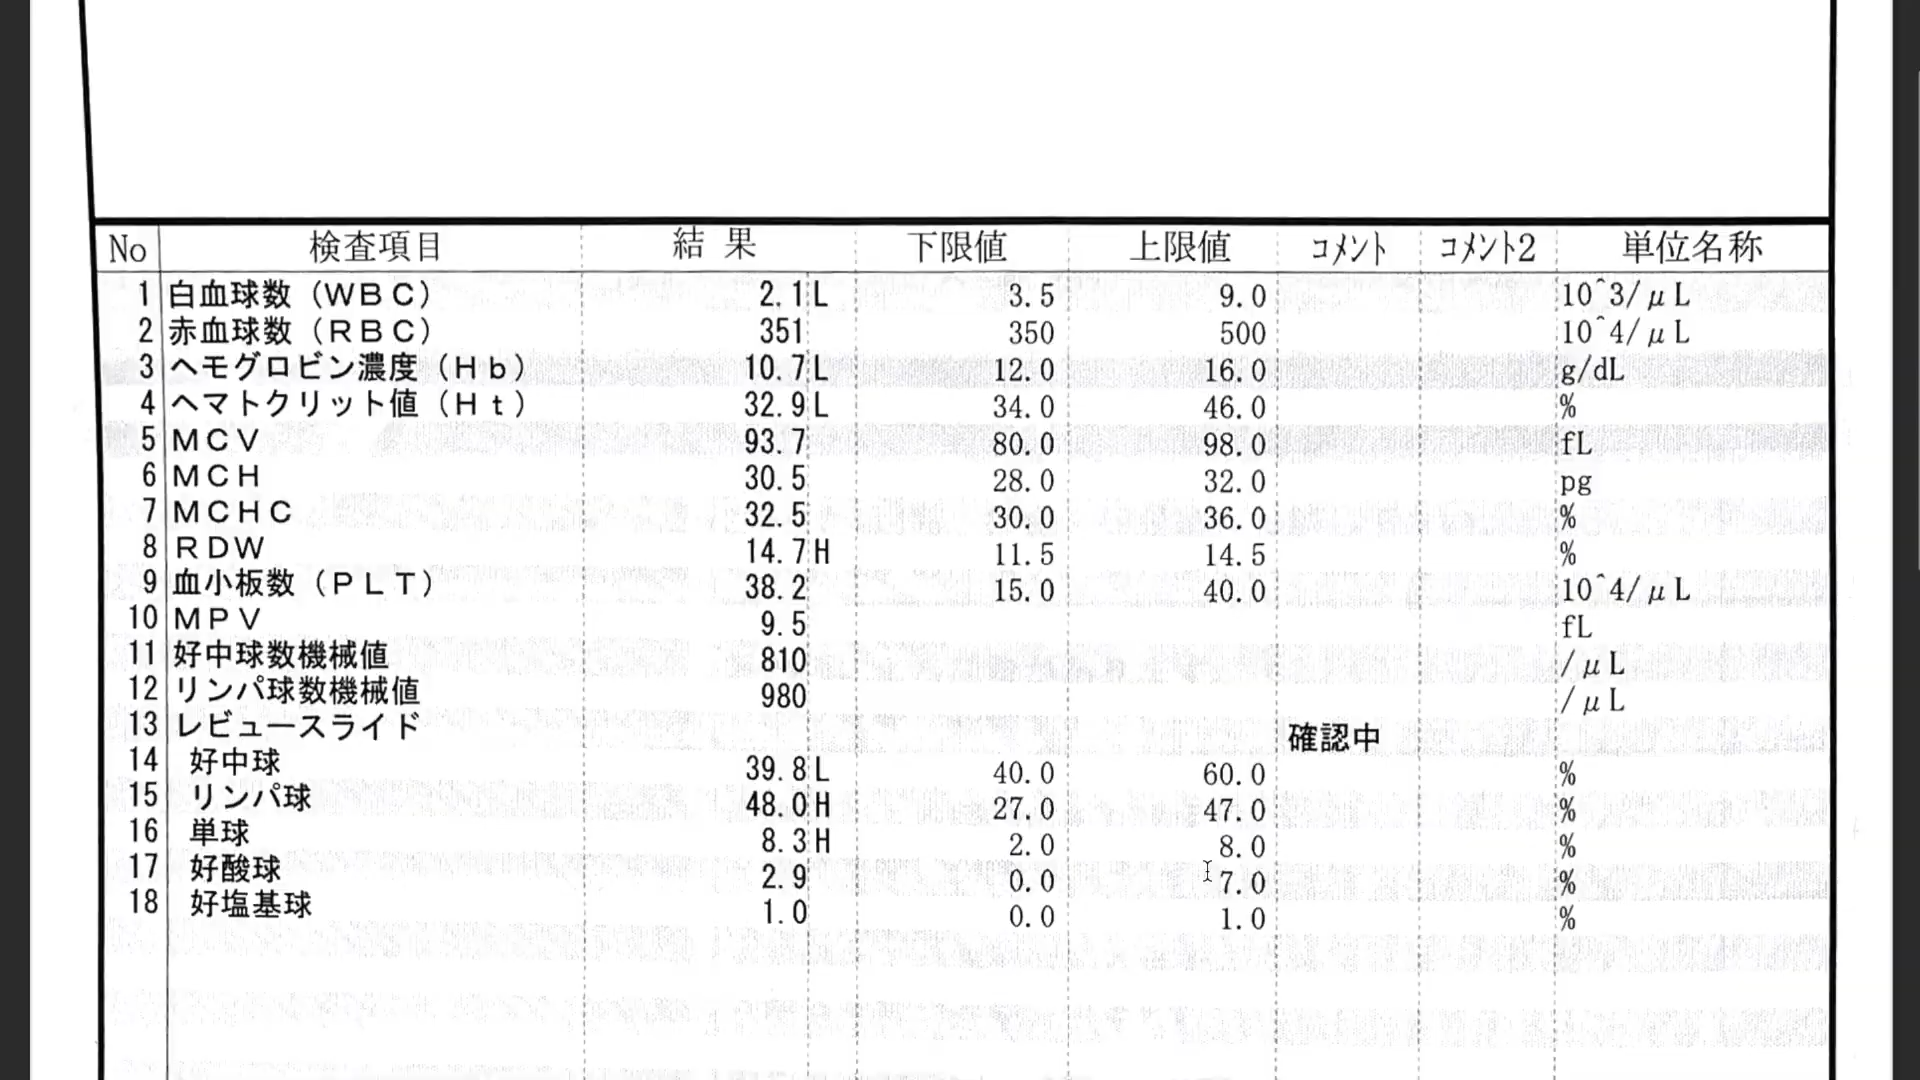 No 検査項目 結果 下限値 上限値 コメント コメント2 単位名称
1 白血球数（ＷＢＣ） 2.1 L 3.5 9.0 10^3/μL
2 赤血球数（ＲＢＣ） 351 350 500 10^4/μL
3 ヘモグロビン濃度（Ｈｂ） 10.7 L 12.0 16.0 g/dL
4 ヘマトクリット値（Ｈｔ） 32.9 L 34.0 46.0 %
5 ＭＣＶ 93.7 80.0 98.0 fL
6 ＭＣＨ 30.5 28.0 32.0 pg
7 ＭＣＨＣ 32.5 30.0 36.0 %
8 ＲＤＷ 14.7 H 11.5 14.5 %
9 血小板数（ＰＬＴ） 38.2 15.0 40.0 10^4/μL
10 ＭＰＶ 9.5 fL
11 好中球数機械値 810 /μL
12 リンパ球数機械値 980 /μL
13 レビュースライド 確認中
14 好中球 39.8 L 40.0 60.0 %
15 リンパ球 48.0 H 27.0 47.0 %
16 単球 8.3 H 2.0 8.0 %
17 好酸球 2.9 0.0 7.0 %
18 好塩基球 1.0 0.0 1.0 %